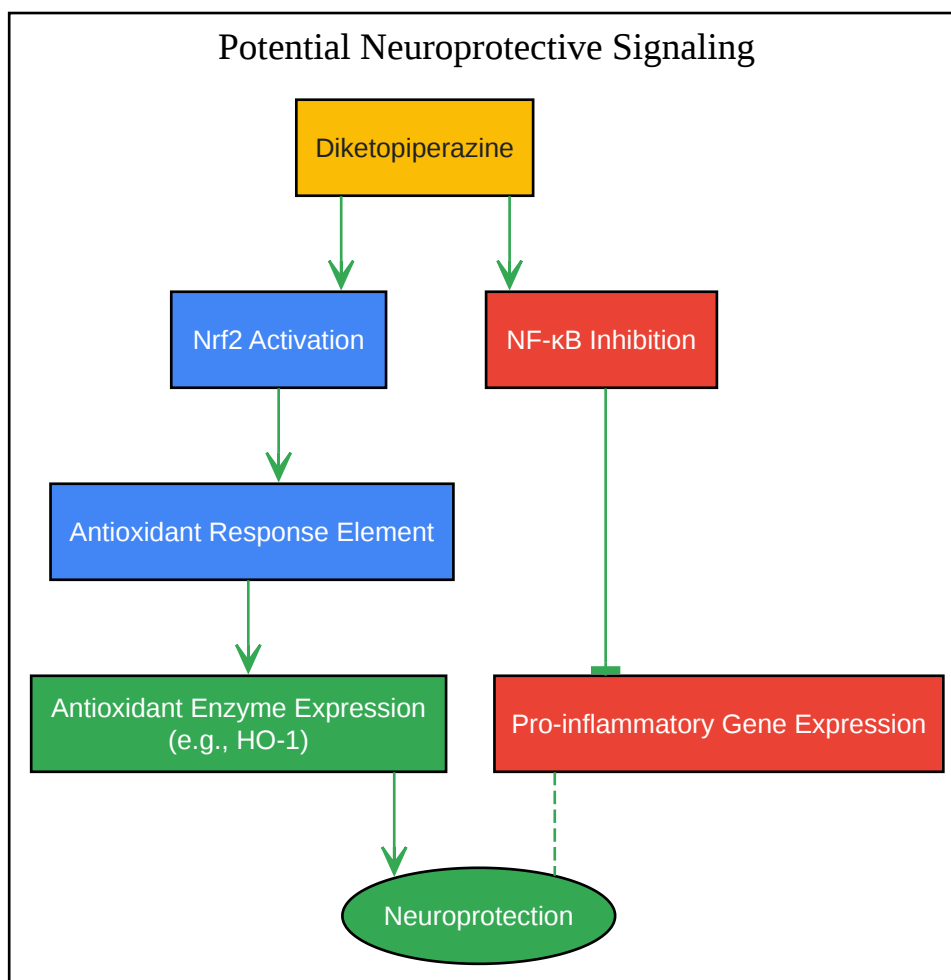 Potential Neuroprotective Signaling
Diketopiperazine
Nrf2 Activation
NF-κB Inhibition
Antioxidant Response Element
Antioxidant Enzyme Expression
(e.g., HO-1)
Pro-inflammatory Gene Expression
Neuroprotection